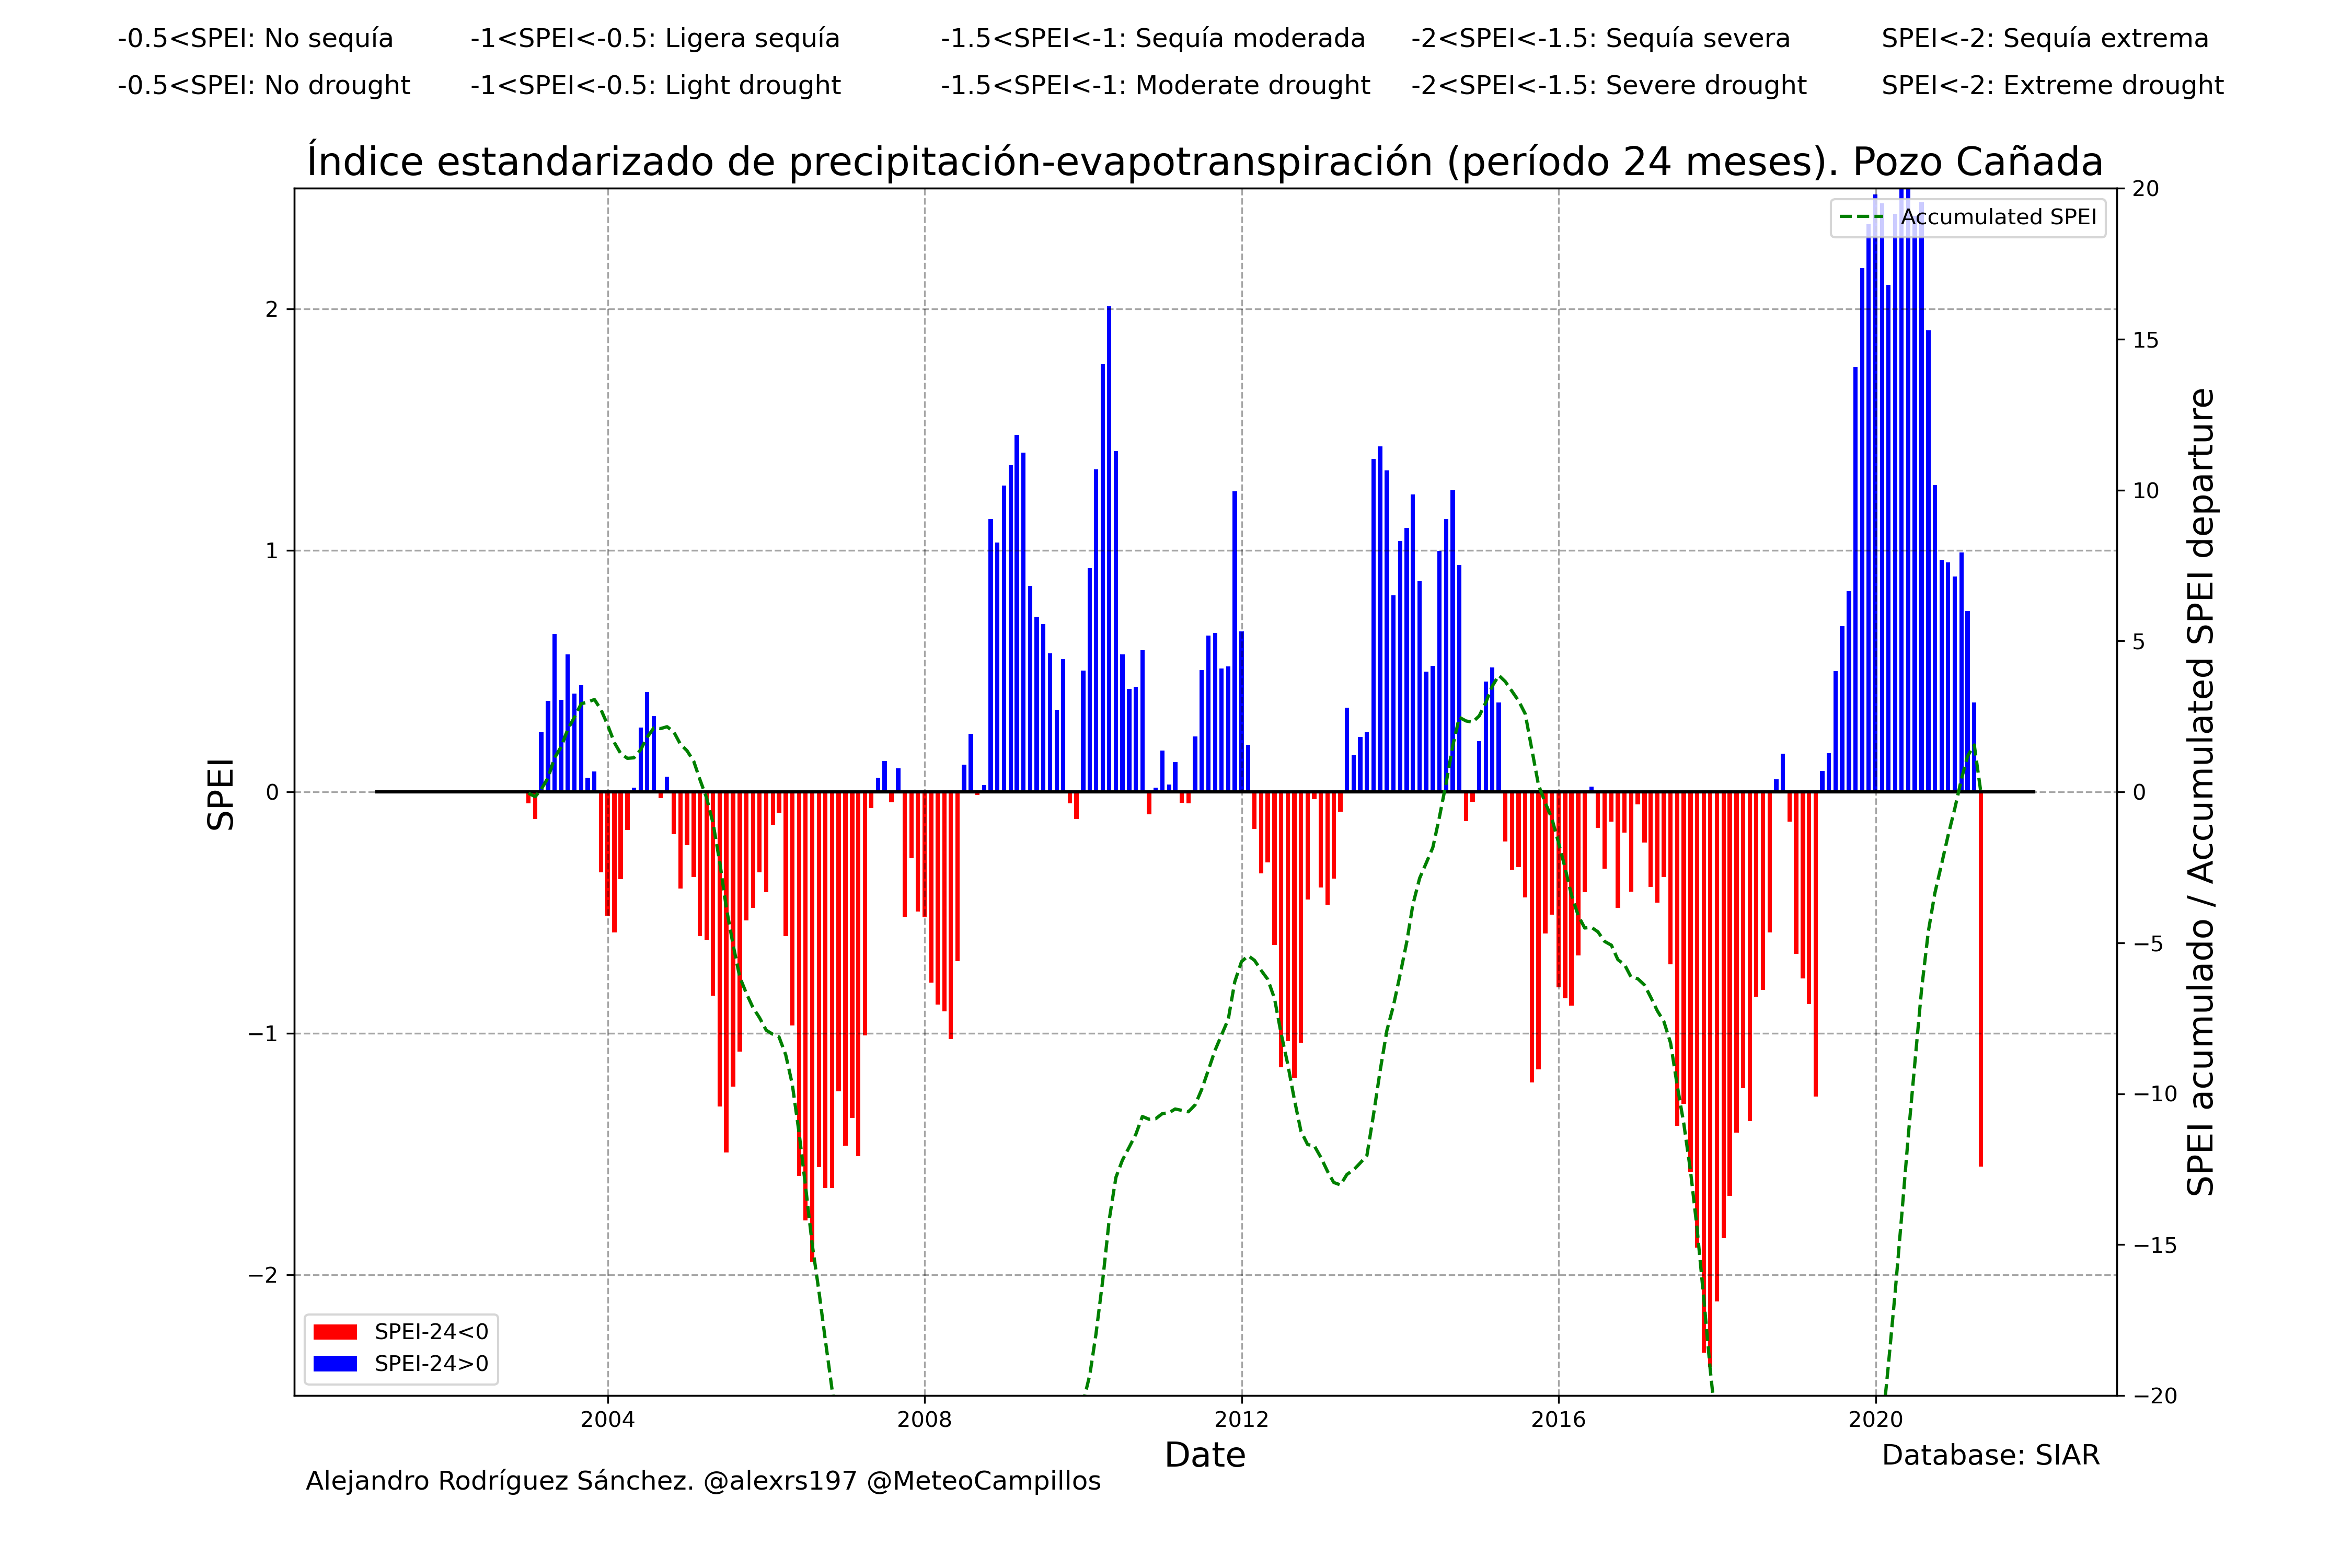 -0.5<SPEI: No sequía -1<SPEI<-0.5: Ligera sequía -1.5<SPEI<-1: Sequía moderada -2<SPEI<-1.5: Sequía severa SPEI<-2: Sequía extrema
-0.5<SPEI: No drought -1<SPEI<-0.5: Light drought -1.5<SPEI<-1: Moderate drought -2<SPEI<-1.5: Severe drought SPEI<-2: Extreme drought
Índice estandarizado de precipitación-evapotranspiración (período 24 meses). Pozo Cañada
Accumulated SPEI
SPEI
2
1
0
−1
−2
20
15
10
5
0
−5
−10
−15
−20
SPEI acumulado / Accumulated SPEI departure
SPEI-24<0
SPEI-24>0
2004 2008 2012 2016 2020
Date
Database: SIAR
Alejandro Rodríguez Sánchez. @alexrs197 @MeteoCampillos